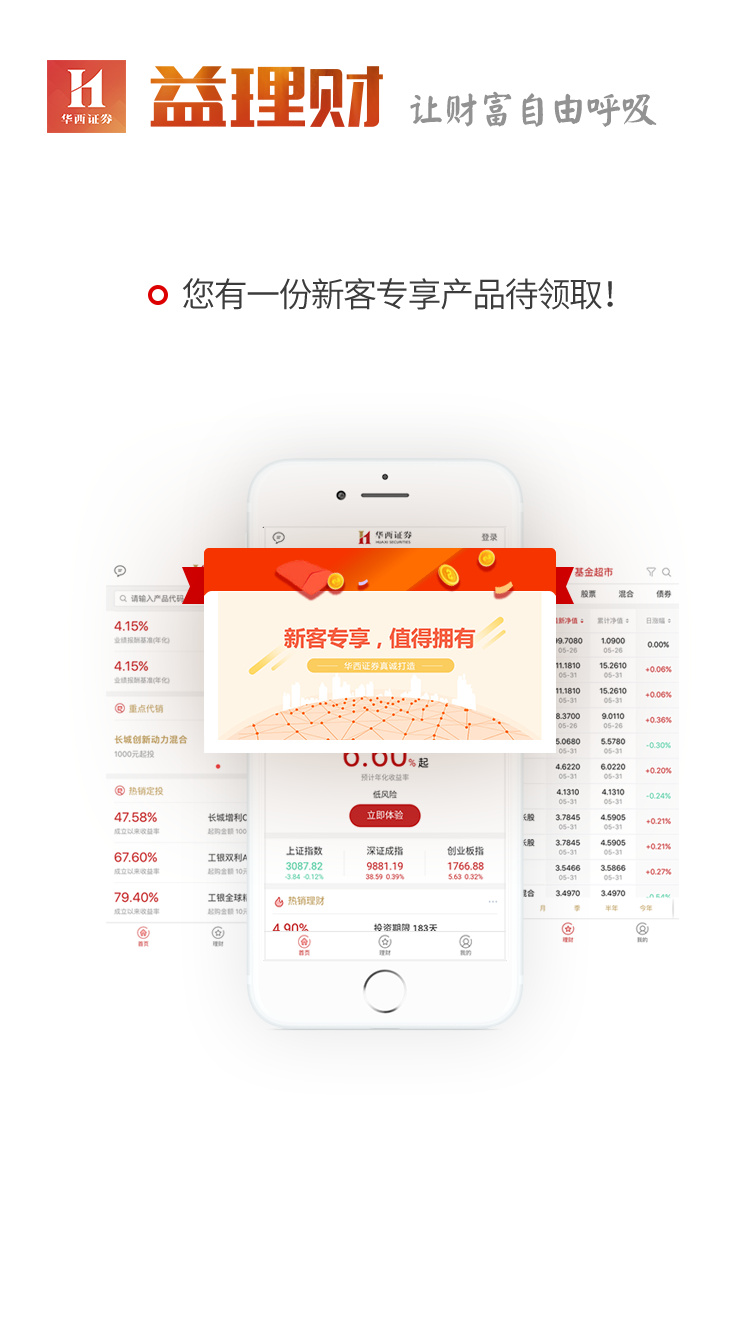 华西证券
益理财
让财富自由呼吸
您有一份新客专享产品待领取!
华西证券
HUAXI SECURITIES
登录
新客专享,值得拥有
华西证券真诚打造
6.60%起
预计年化收益率
低风险
立即体验
上证指数 深证成指 创业板指
3087.82 9881.19 1766.88
-3.84 -0.12% 38.59 0.39% 5.63 0.32%
热销理财
4.90% 投资期限 183天
首页 理财 我的
请输入产品代码
4.15%
业绩报酬基准(年化)
4.15%
业绩报酬基准(年化)
重点代销
长城创新动力混合
1000元起投
热销定投
47.58% 长城增利C
成立以来收益率 起购金额 100
67.60% 工银双利A
成立以来收益率 起购金额 10
79.40% 工银全球精
成立以来收益率 起购金额 10
首页 理财
基金超市
股票 混合 债券
最新净值 累计净值 日涨幅
99.7080 1.0900 0.00%
05-26 05-26
11.1810 15.2610 +0.06%
05-31 05-31
11.1810 15.2610 +0.06%
05-31 05-31
8.3700 9.0110 +0.36%
05-26 05-26
5.0680 5.5780 -0.30%
05-31 05-31
4.6220 6.0220 +0.20%
05-31 05-31
4.1310 4.1310 -0.24%
05-31 05-31
长股 3.7845 4.5905 +0.21%
05-31 05-31
长股 3.7845 4.5905 +0.21%
05-31 05-31
3.5466 3.5866 +0.27%
05-31 05-31
混合 3.4970 3.4970 -0.54%
月 季 半年 今年
理财 我的